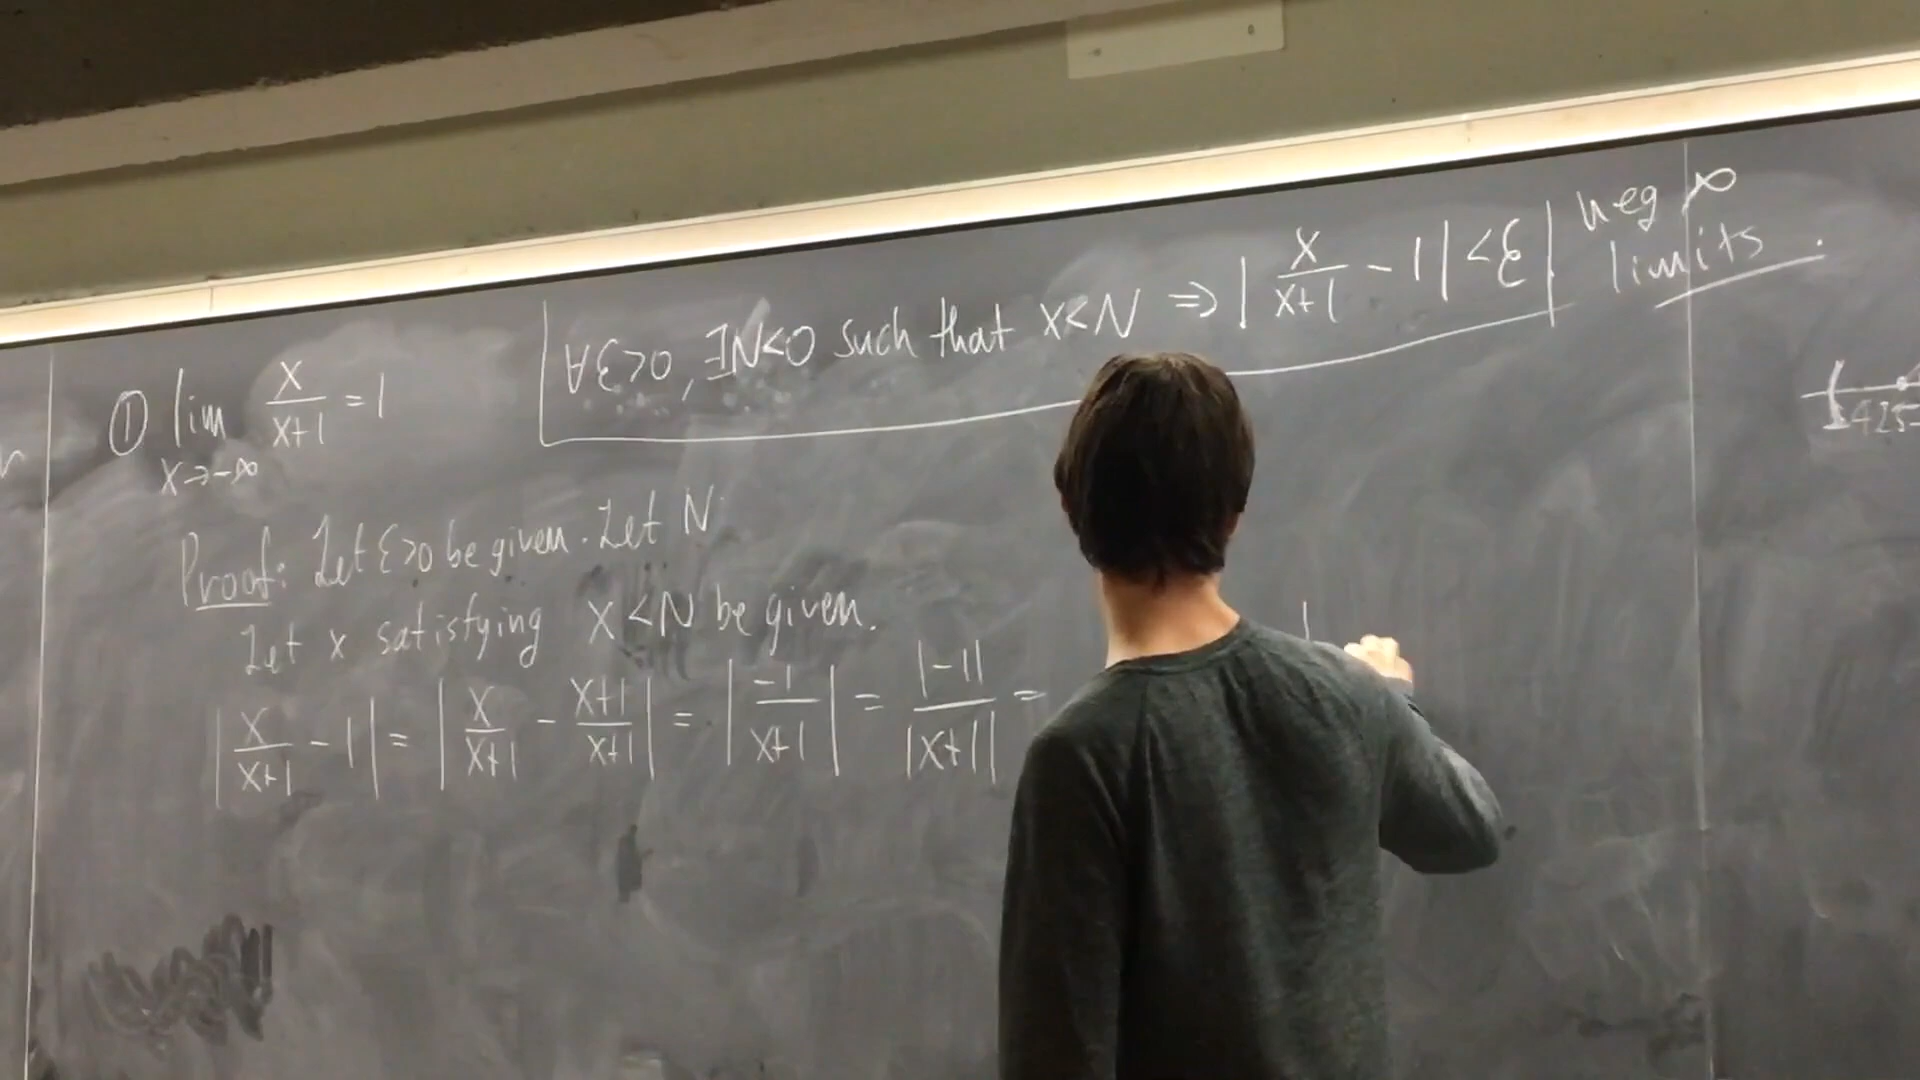 ∀ε>0, ∃N<0 such that x<N ⇒ | x/(x+1) - 1 | < ε
neg ∞
limits.
① lim x→-∞ x/(x+1) = 1
Proof: Let ε>0 be given. Let N
Let x satisfying x<N be given.
| x/(x+1) - 1 | = | x/(x+1) - (x+1)/(x+1) | = | -1/(x+1) | = |-1|/|x+1| =